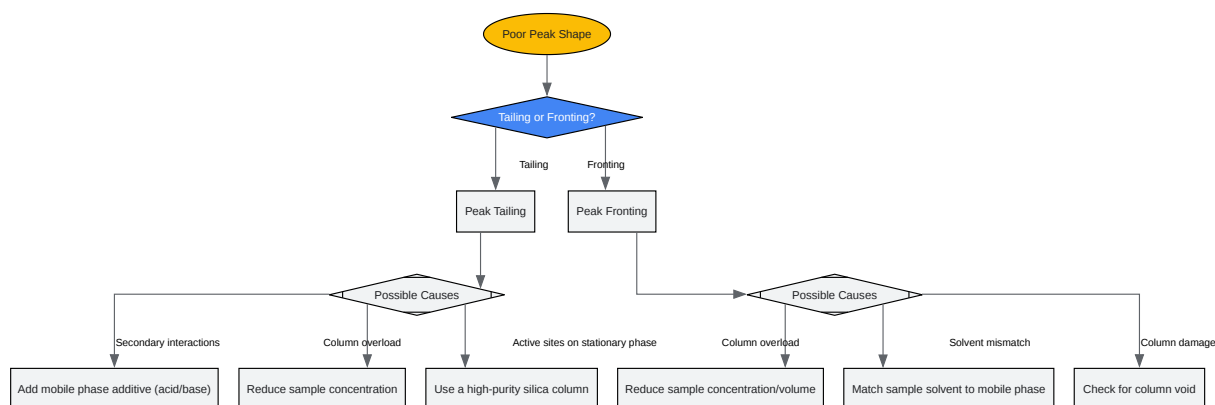 Poor Peak Shape
Tailing or Fronting?
Tailing
Fronting
Peak Tailing
Peak Fronting
Possible Causes
Possible Causes
Secondary interactions
Column overload
Active sites on stationary phase
Column overload
Solvent mismatch
Column damage
Add mobile phase additive (acid/base)
Reduce sample concentration
Use a high-purity silica column
Reduce sample concentration/volume
Match sample solvent to mobile phase
Check for column void